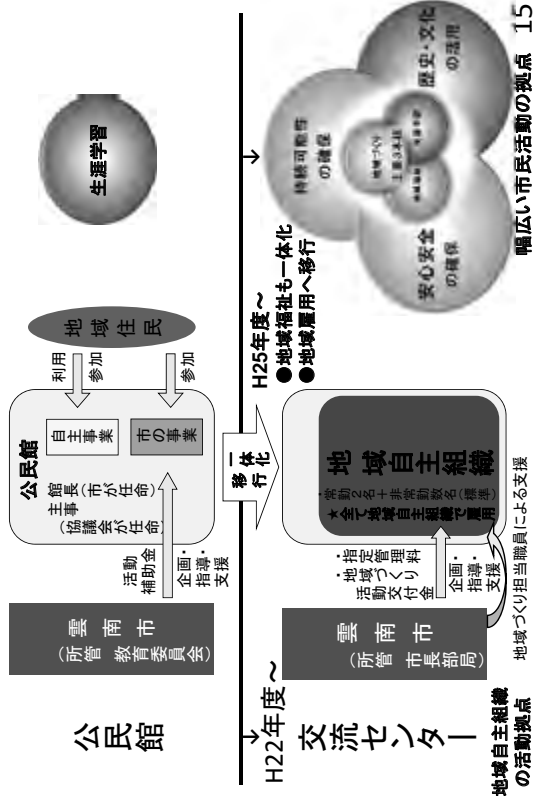 公民館
雲南市
（所管 教育委員会）
活動
補助金
企画・
指導・
支援
公民館
館長（市が任命）
主事
（協議会が任命）
自主事業
市の事業
利用
参加
参加
地域住民
生涯学習
H22年度～
一体化
移行
H25年度～
●地域福祉も一体化
●地域雇用へ移行
交流センター
地域自主組織
の活動拠点
雲南市
（所管 市長部局）
・指定管理料
・地域づくり
活動交付金
企画・
指導・
支援
地域づくり担当職員による支援
地域自主組織
・常勤２名＋非常勤数名（標準）
★全て地域自主組織で雇用
持続可能性
の確保
安心安全
の確保
歴史・文化
の活用
地域づくり
主要3本柱
幅広い市民活動の拠点
15